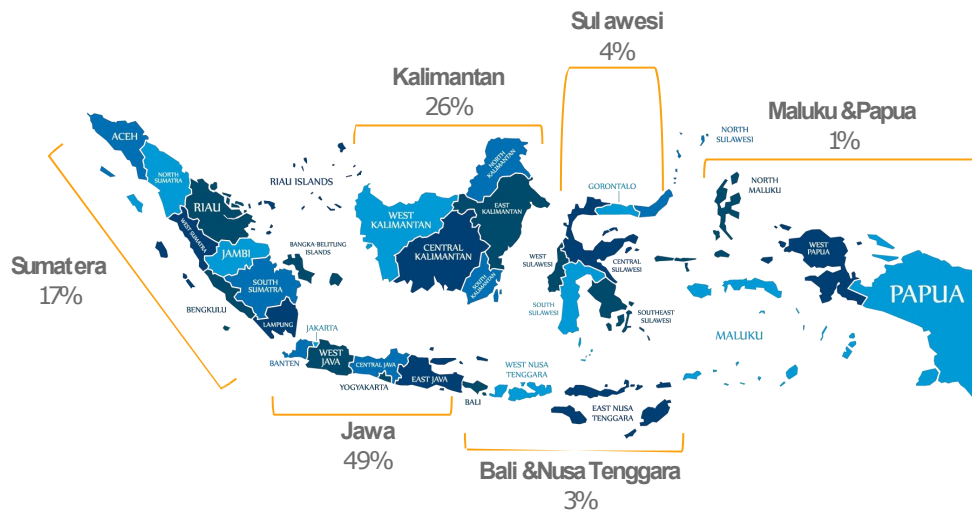 Sul awesi
4%
Kalimantan
26%
Maluku &Papua
1%
Sumatera
17%
Jawa
49%
Bali &Nusa Tenggara
3%
ACEH
NORTH
SUMATRA
RIAU
RIAU ISLANDS
WEST SUMATRA
JAMBI
BANGKA-BELITUNG
ISLANDS
SOUTH
SUMATRA
BENGKULU
LAMPUNG
JAKARTA
BANTEN
WEST
JAVA
CENTRAL JAVA
YOGYAKARTA
EAST JAVA
BALI
WEST NUSA
TENGGARA
EAST NUSA
TENGGARA
WEST
KALIMANTAN
CENTRAL
KALIMANTAN
NORTH
KALIMANTAN
EAST
KALIMANTAN
SOUTH
KALIMANTAN
NORTH
SULAWESI
GORONTALO
WEST
SULAWESI
CENTRAL
SULAWESI
SOUTH
SULAWESI
SOUTHEAST
SULAWESI
NORTH
MALUKU
MALUKU
WEST
PAPUA
PAPUA